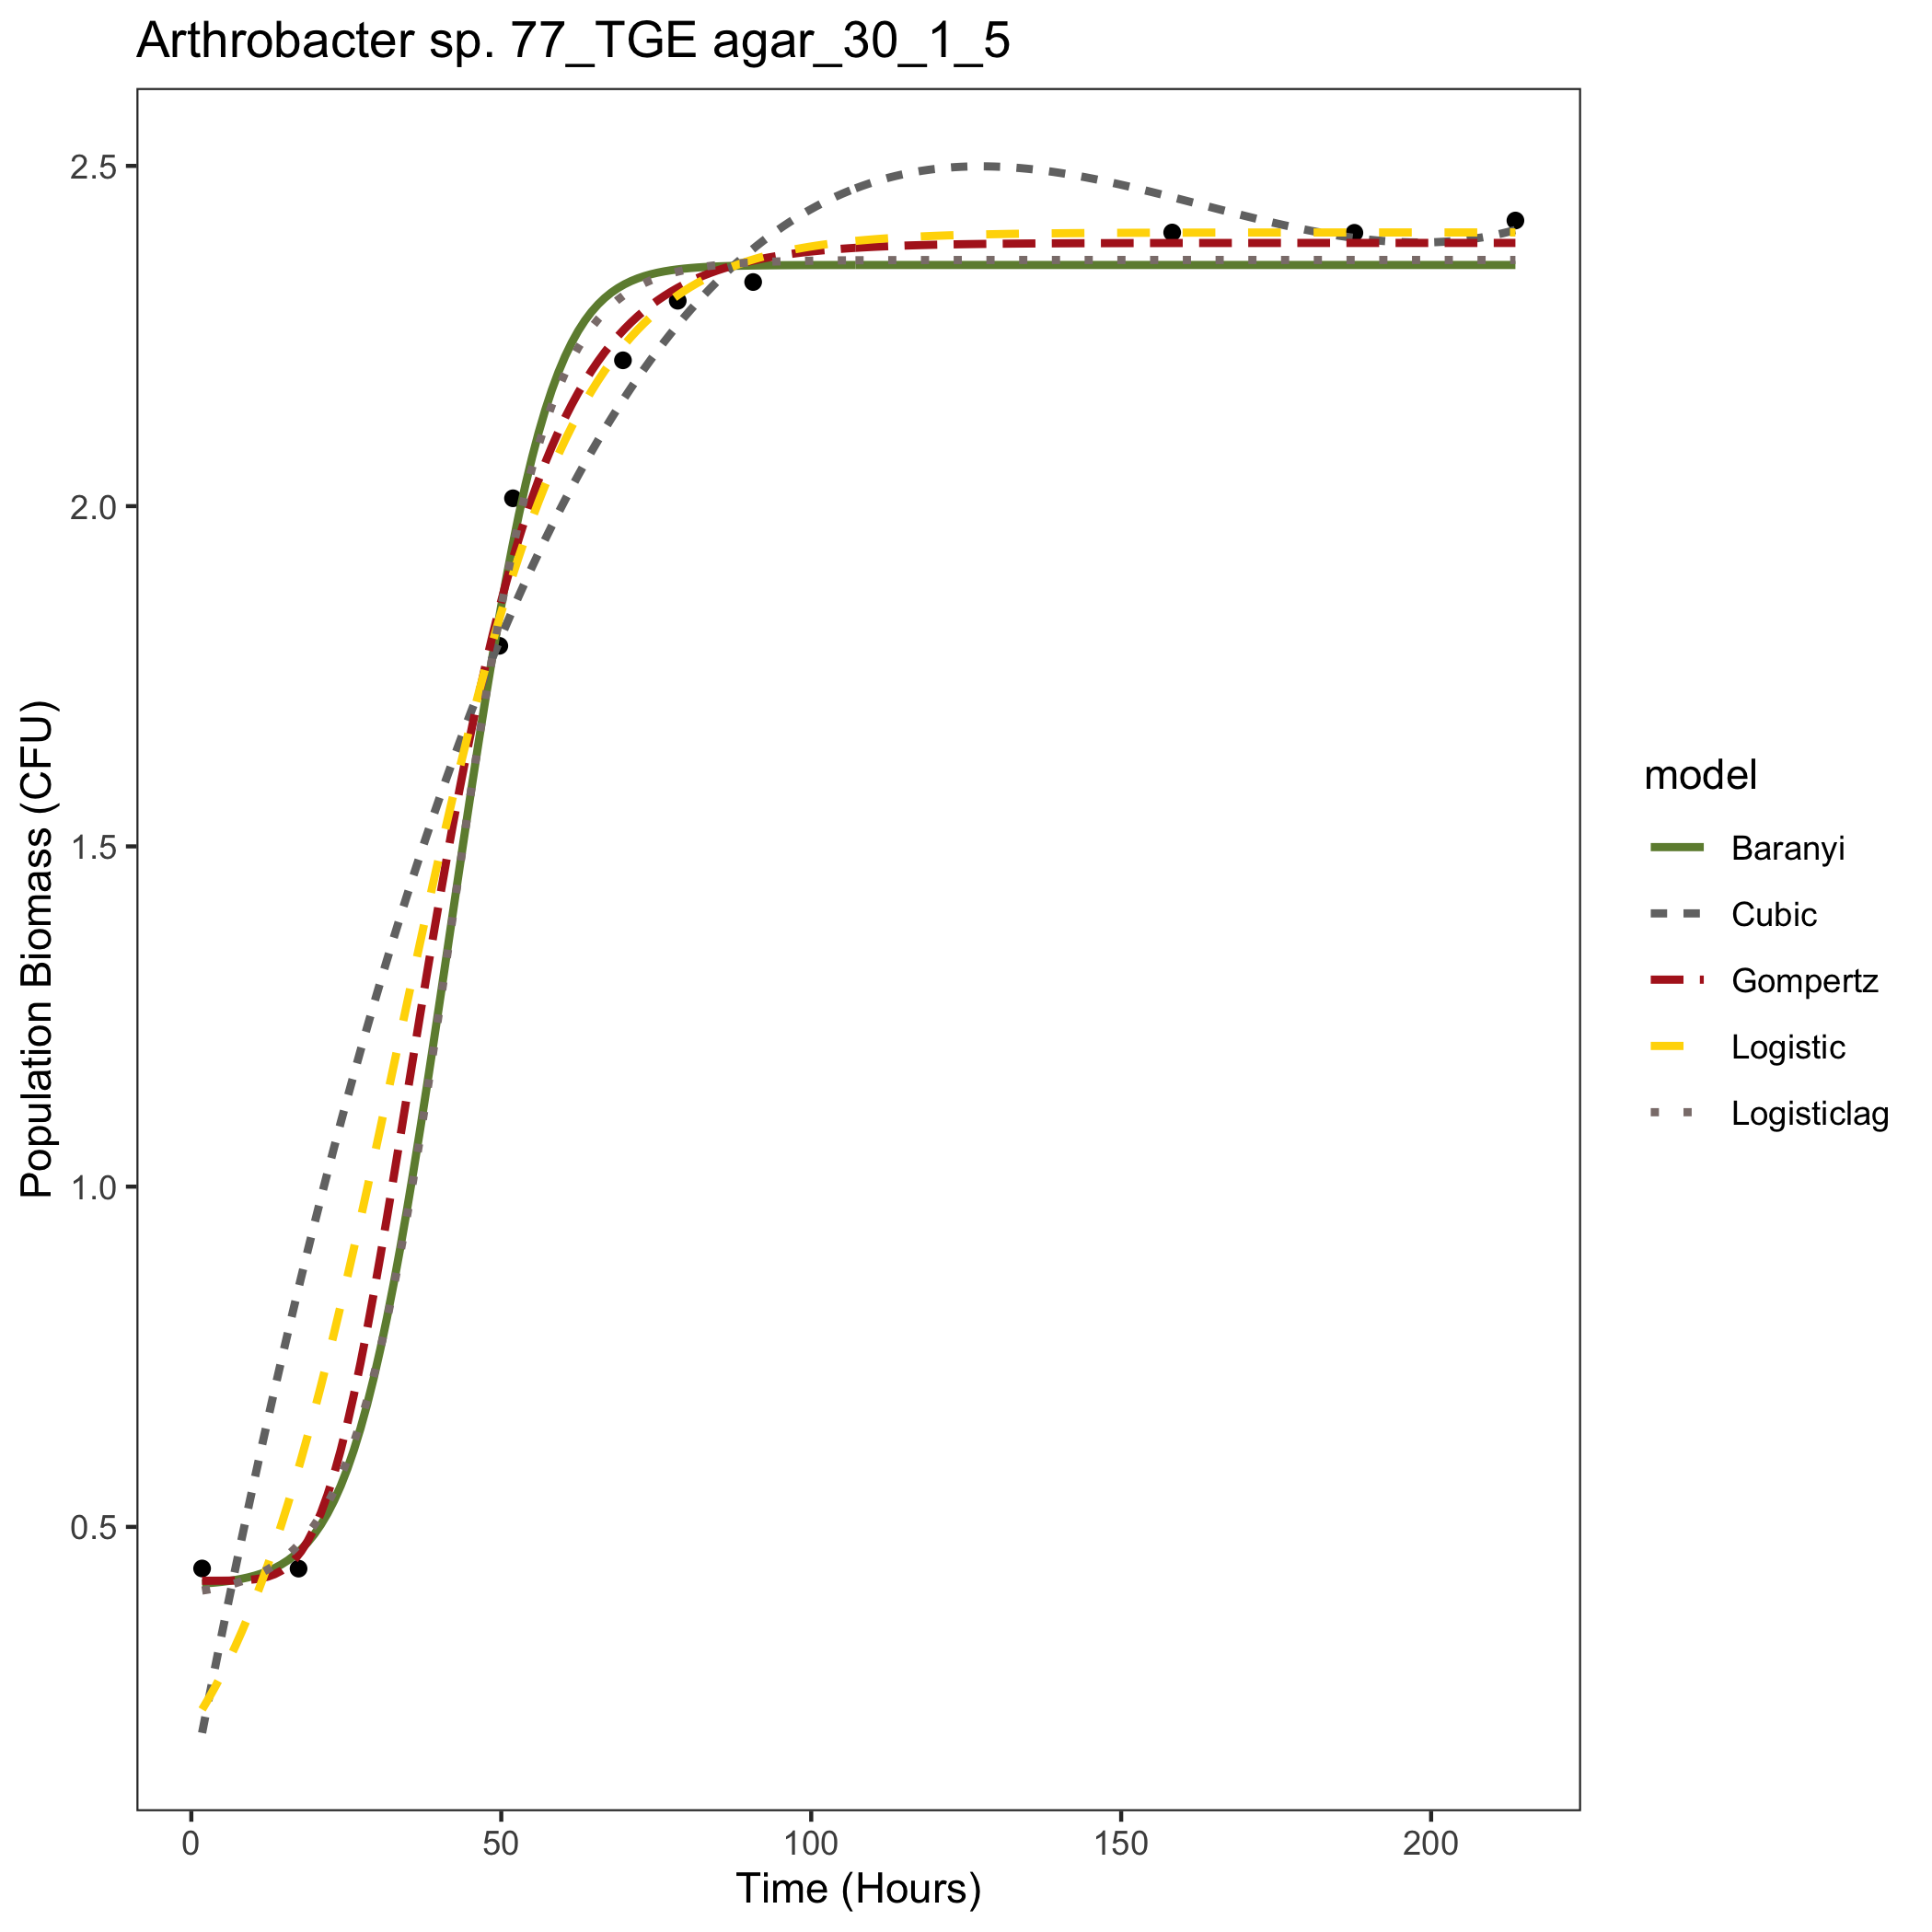 Arthrobacter sp. 77_TGE agar_30_1_5
2.5
2.0
1.5
1.0
0.5
Population Biomass (CFU)
0 50 100 150 200
Time (Hours)
model
Baranyi
Cubic
Gompertz
Logistic
Logisticlag